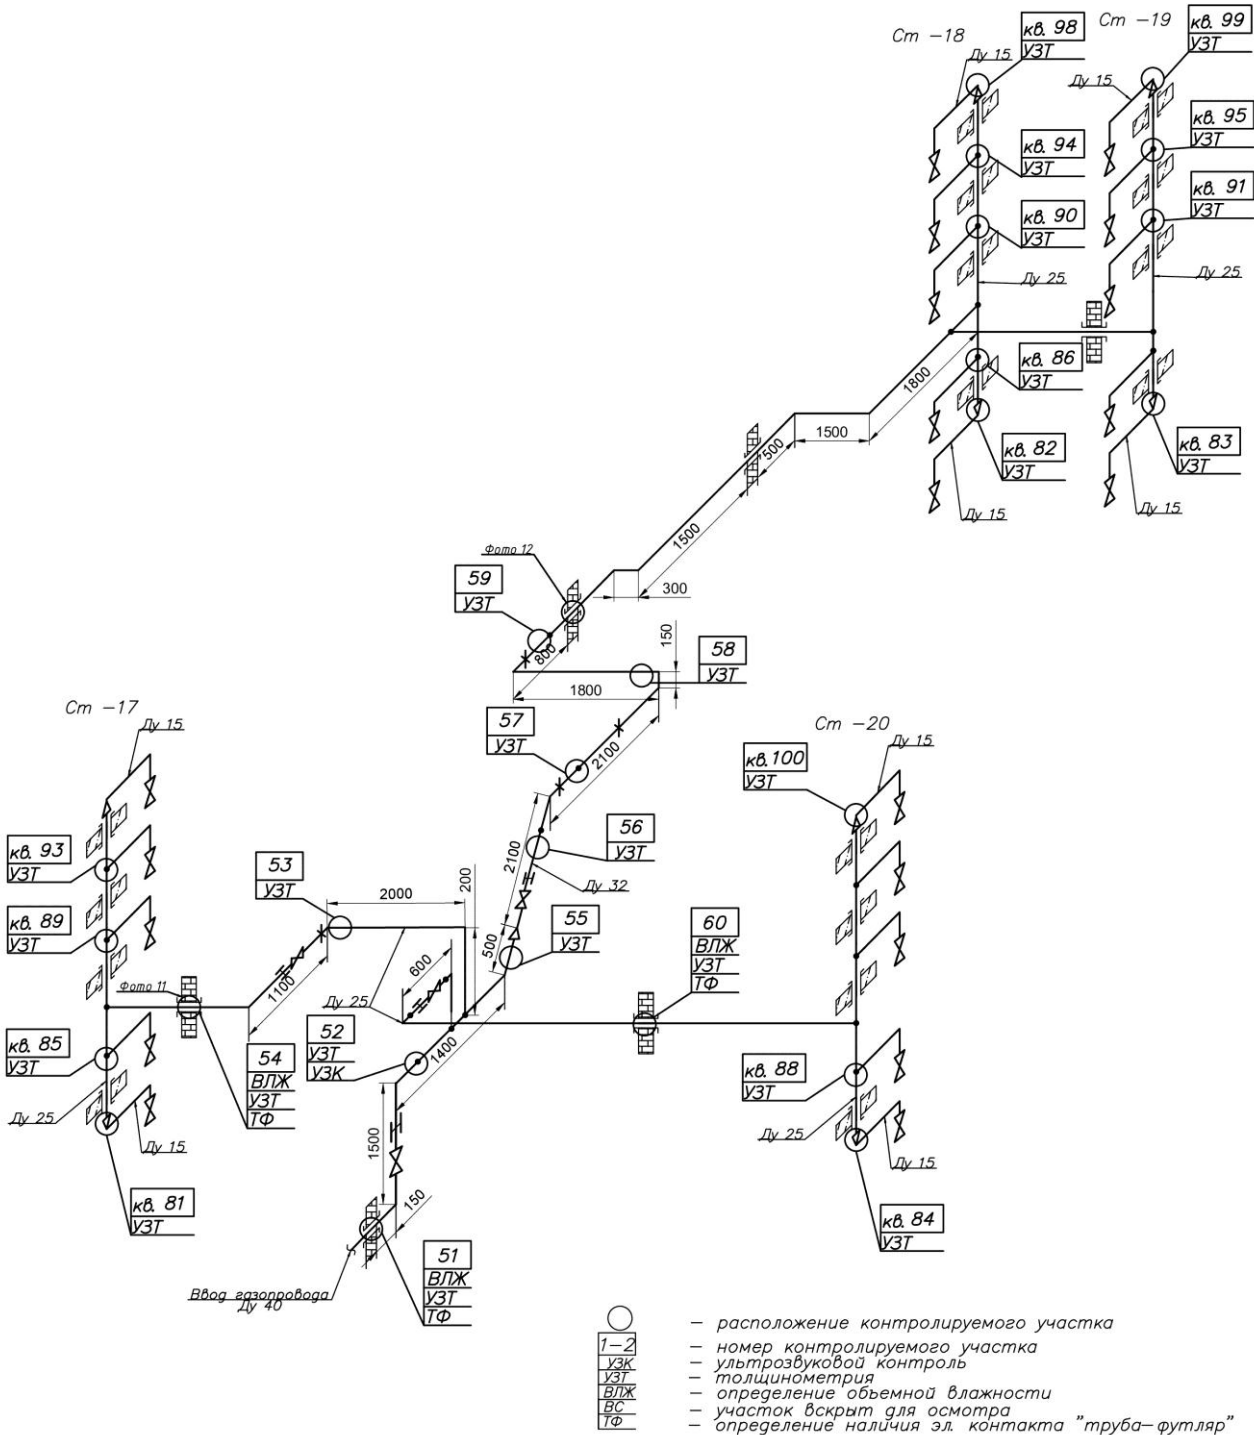 Ст -18
кв. 98
УЗТ
Ст -19
кв. 99
УЗТ
Ду 15
Ду 15
кв. 94
УЗТ
кв. 95
УЗТ
кв. 90
УЗТ
кв. 91
УЗТ
Ду 25
Ду 25
кв. 86
УЗТ
1800
1500
500
кв. 82
УЗТ
кв. 83
УЗТ
Ду 15
Ду 15
1500
300
Фото 12
59
УЗТ
800
150
58
УЗТ
1800
57
УЗТ
2100
Ст -17
Ду 15
Ст -20
Ду 15
кв. 100
УЗТ
56
УЗТ
2100
Ду 32
кв. 93
УЗТ
53
УЗТ
2000
200
кв. 89
УЗТ
55
УЗТ
500
60
ВЛЖ
УЗТ
ТФ
600
1100
Фото 11
Ду 25
52
УЗТ
УЗК
1400
кв. 85
УЗТ
54
ВЛЖ
УЗТ
ТФ
кв. 88
УЗТ
Ду 25
Ду 15
1500
Ду 25
Ду 15
кв. 81
УЗТ
150
кв. 84
УЗТ
51
ВЛЖ
УЗТ
ТФ
Ввод газопровода
Ду 40
– расположение контролируемого участка
1-2 – номер контролируемого участка
УЗК – ультрозвуковой контроль
УЗТ – толщинометрия
ВЛЖ – определение объемной влажности
ВС – участок вскрыт для осмотра
ТФ – определение наличия эл. контакта "труба-футляр"